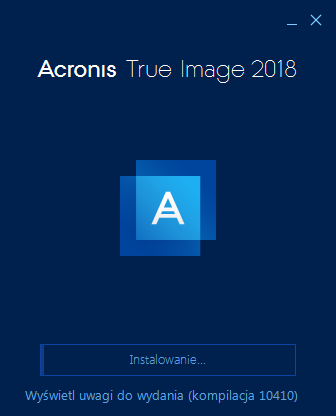 Acronis True Image 2018
A
Instalowanie...
Wyświetl uwagi do wydania (kompilacja 10410)